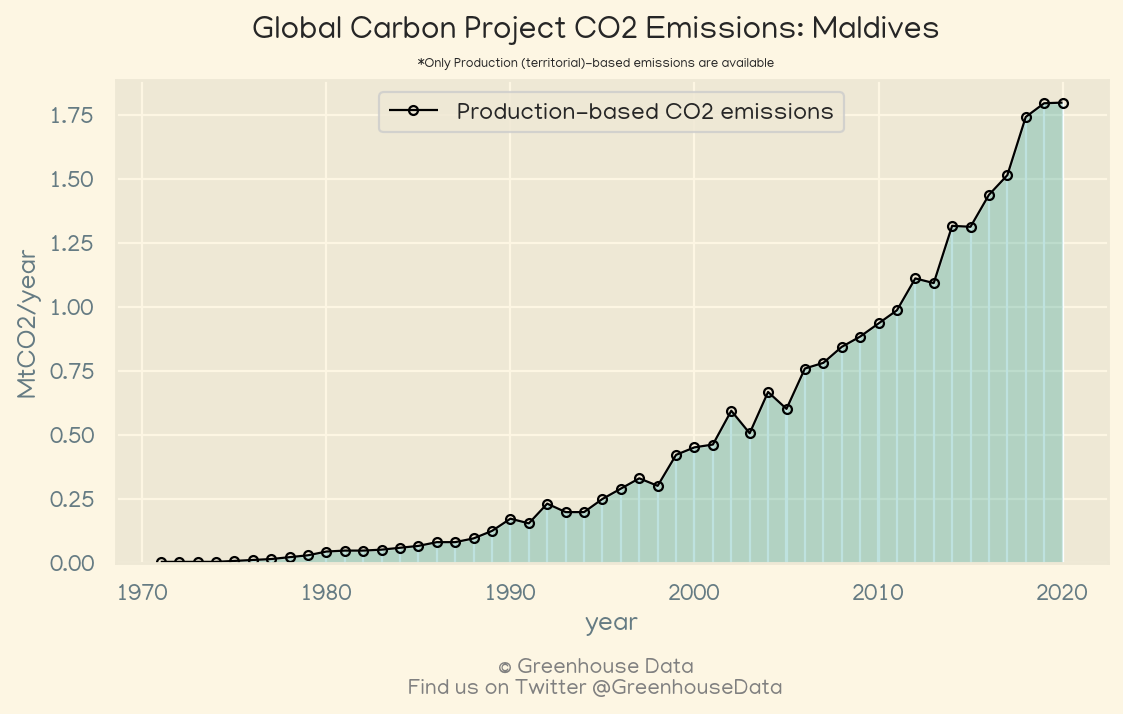 Global Carbon Project CO2 Emissions: Maldives
*Only Production (territorial)-based emissions are available
Production-based CO2 emissions
1.75
1.50
1.25
1.00
0.75
0.50
0.25
0.00
MtCO2/year
1970 1980 1990 2000 2010 2020
year
© Greenhouse Data
Find us on Twitter @GreenhouseData